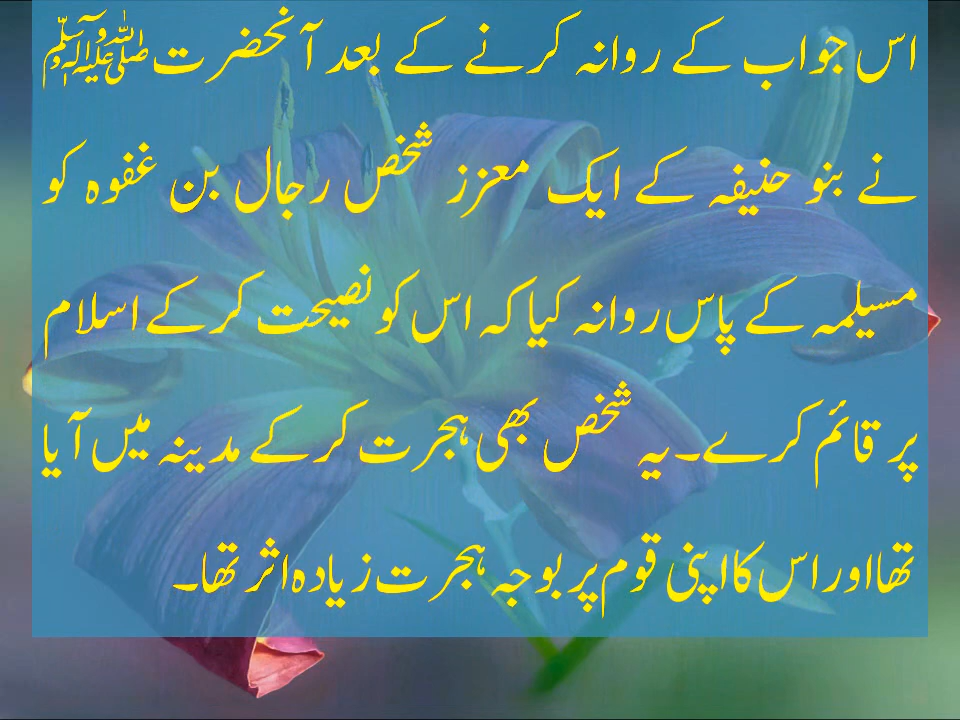 اس جواب کے روانہ کرنے کے بعد آنحضرت ﷺ
نے بنو حنیفہ کے ایک معزز شخص رجال بن غفوہ کو
مسیلمہ کے پاس روانہ کیا کہ اس کو نصیحت کر کے اسلام
پر قائم کرے۔ یہ شخص بھی ہجرت کر کے مدینہ میں آیا
تھا اور اس کا اپنی قوم پر بوجہ ہجرت زیادہ اثر تھا۔